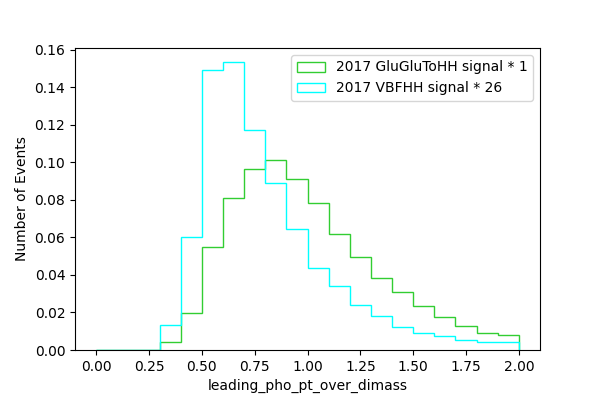 0.16
0.14
0.12
0.10
0.08
0.06
0.04
0.02
0.00
Number of Events
2017 GluGluToHH signal * 1
2017 VBFHH signal * 26
0.00 0.25 0.50 0.75 1.00 1.25 1.50 1.75 2.00
leading_pho_pt_over_dimass